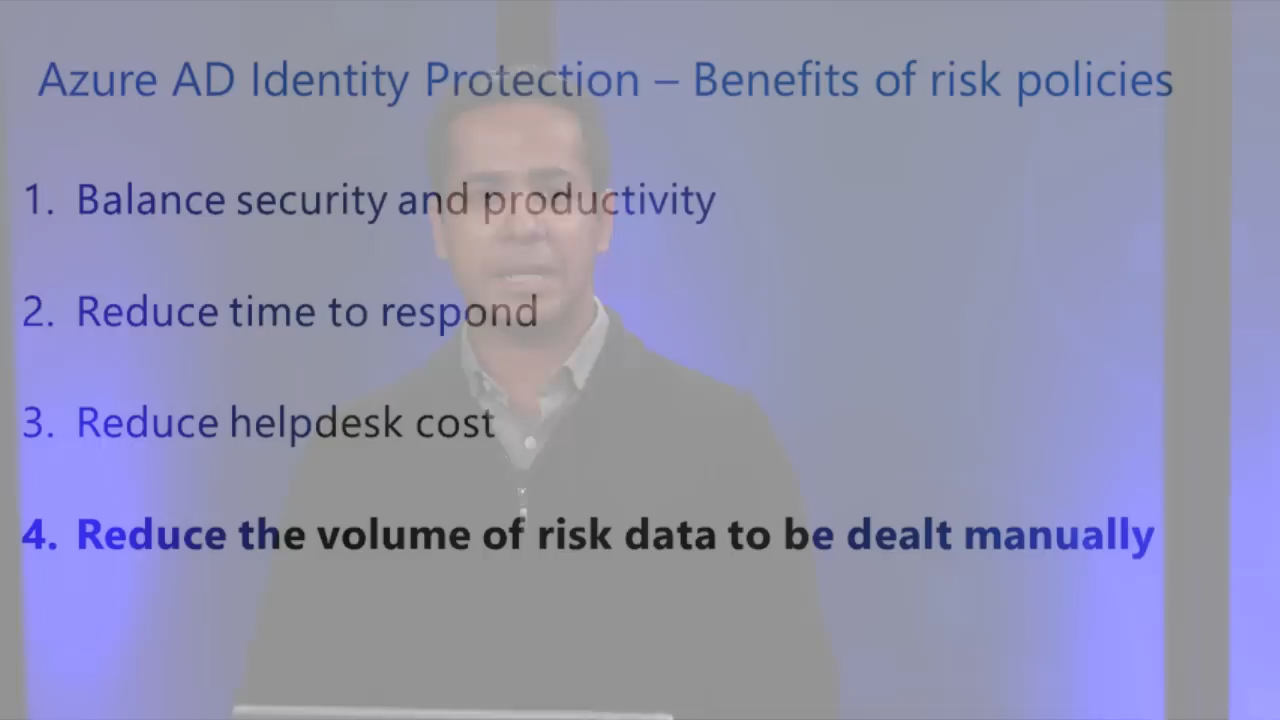 Azure AD Identity Protection – Benefits of risk policies
1. Balance security and productivity
2. Reduce time to respond
3. Reduce helpdesk cost
4. Reduce the volume of risk data to be dealt manually